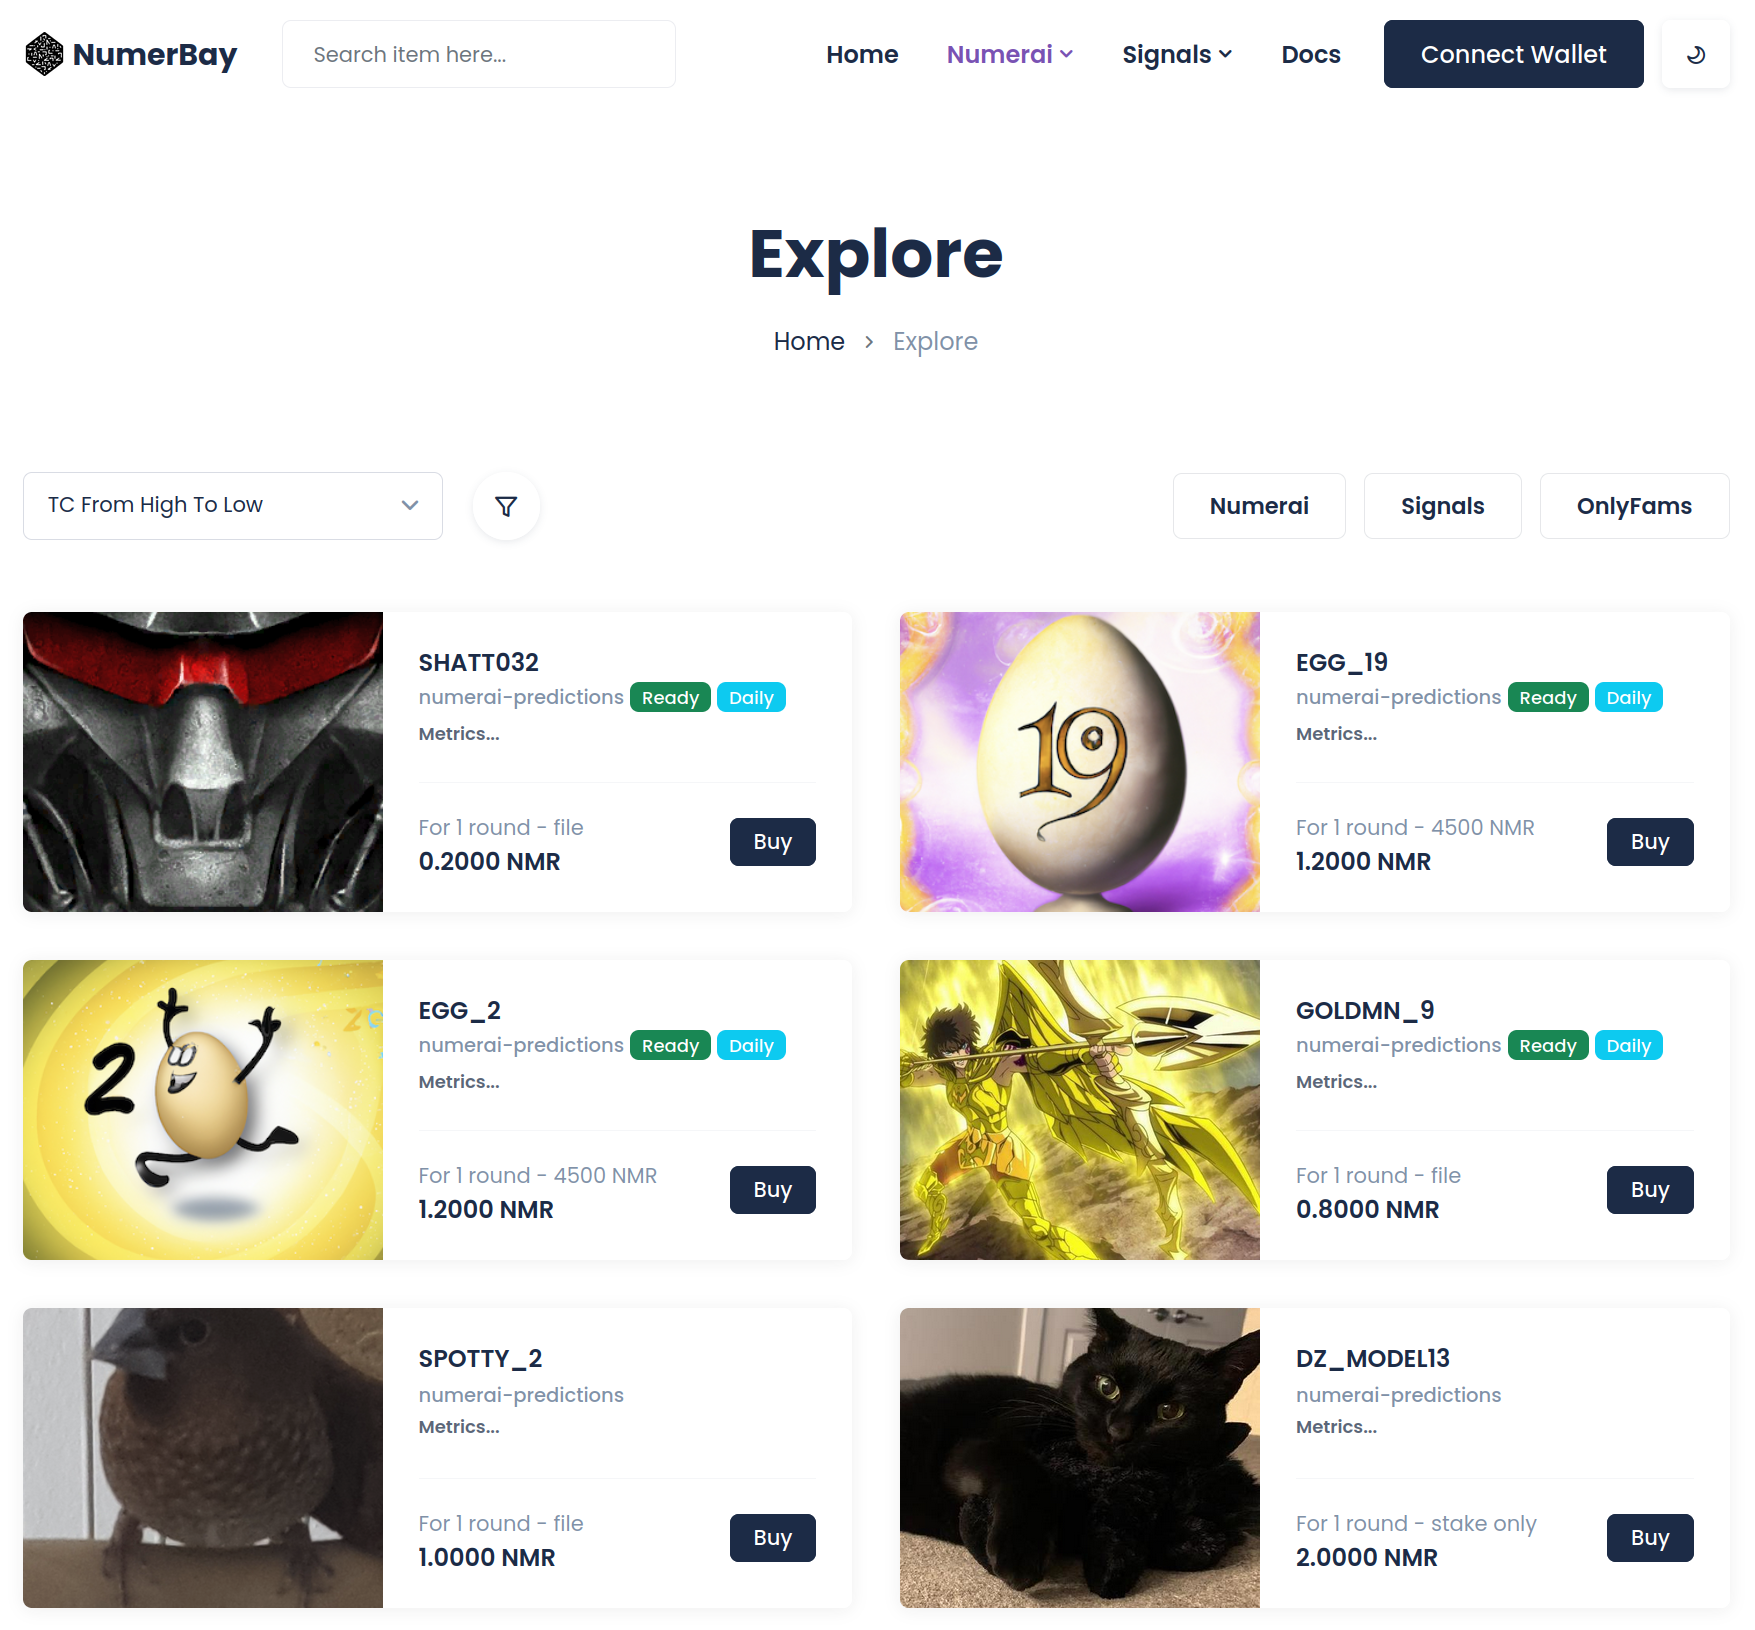 NumerBay
Search item here...
Home
Numerai
Signals
Docs
Connect Wallet
Explore
Home > Explore
TC From High To Low
Numerai
Signals
OnlyFams
SHATT032
numerai-predictions Ready Daily
Metrics...
For 1 round - file
0.2000 NMR
Buy
19
EGG_19
numerai-predictions Ready Daily
Metrics...
For 1 round - 4500 NMR
1.2000 NMR
Buy
2
EGG_2
numerai-predictions Ready Daily
Metrics...
For 1 round - 4500 NMR
1.2000 NMR
Buy
GOLDMN_9
numerai-predictions Ready Daily
Metrics...
For 1 round - file
0.8000 NMR
Buy
SPOTTY_2
numerai-predictions
Metrics...
For 1 round - file
1.0000 NMR
Buy
DZ_MODEL13
numerai-predictions
Metrics...
For 1 round - stake only
2.0000 NMR
Buy